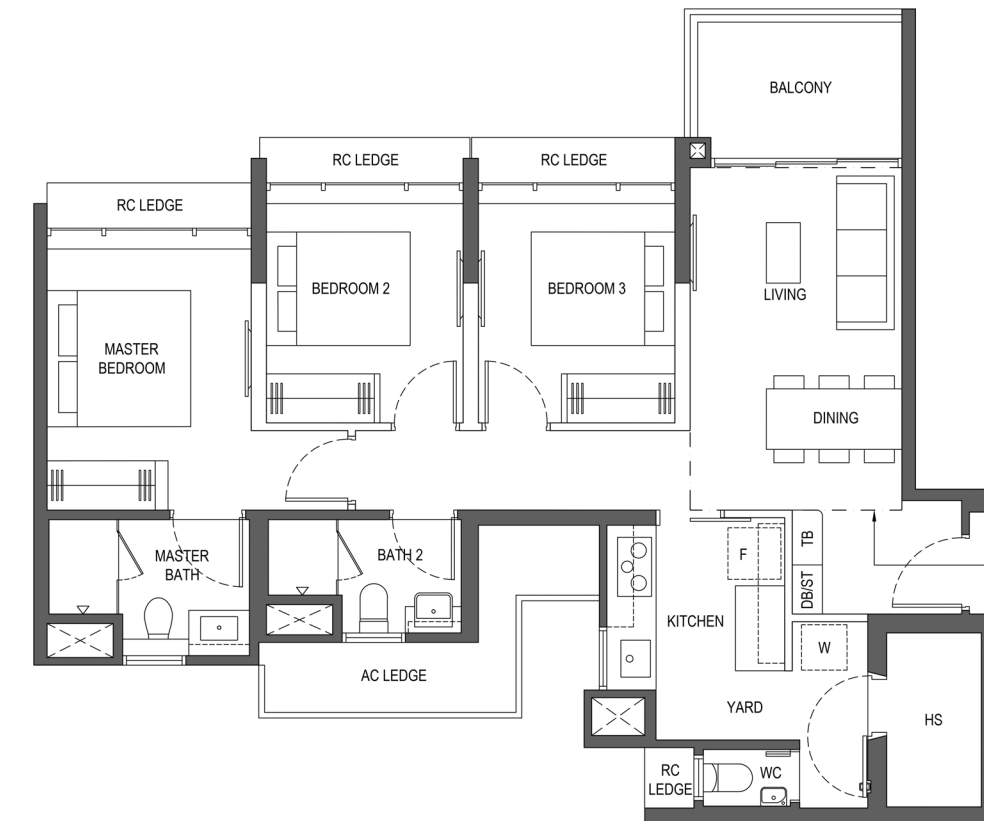 BALCONY
RC LEDGE
RC LEDGE
RC LEDGE
BEDROOM 2
BEDROOM 3
LIVING
MASTER
BEDROOM
DINING
MASTER
BATH
BATH 2
F
TB
DB/ST
KITCHEN
W
AC LEDGE
YARD
HS
RC
LEDGE
WC